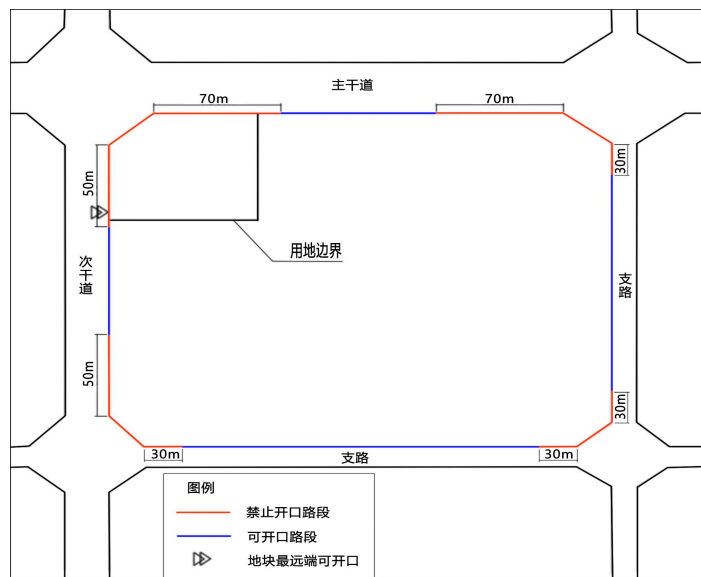 主干道
70m
70m
50m
30m
用地边界
次干道
支路
50m
30m
30m
支路
30m
图例
禁止开口路段
可开口路段
地块最远端可开口